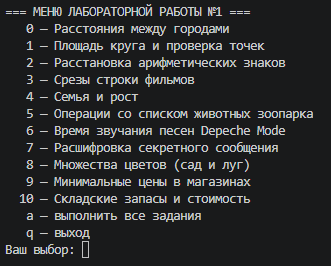 === МЕНЮ ЛАБОРАТОРНОЙ РАБОТЫ №1 ===
0 — Расстояния между городами
1 — Площадь круга и проверка точек
2 — Расстановка арифметических знаков
3 — Срезы строки фильмов
4 — Семья и рост
5 — Операции со списком животных зоопарка
6 — Время звучания песен Depeche Mode
7 — Расшифровка секретного сообщения
8 — Множества цветов (сад и луг)
9 — Минимальные цены в магазинах
10 — Складские запасы и стоимость
a — выполнить все задания
q — выход
Ваш выбор: